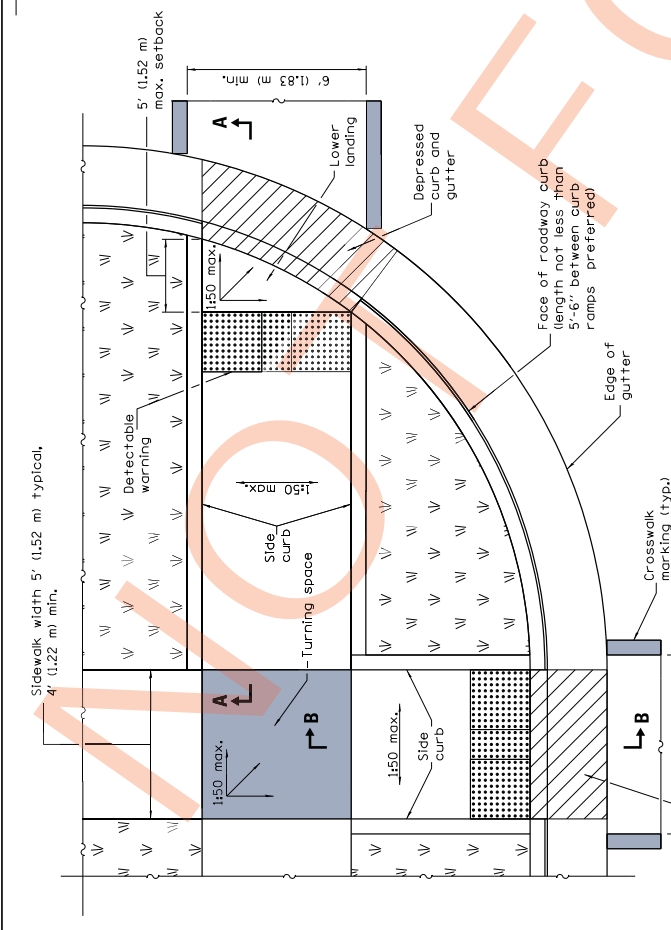 5' (1.52 m)
max. setback
6' (1.83 m) min.
A
Lower
landing
Depressed
curb and
gutter
1:50 max.
Face of roadway curb
(length not less than
5'-6" between curb
ramps preferred)
Edge of
gutter
Detectable
warning
Sidewalk width 5' (1.52 m) typical,
4' (1.22 m) min.
1:50 max.
Side
curb
Turning space
A
B
1:50 max.
1:50 max.
Side
curb
B
Crosswalk
marking (typ.)
NOT FO